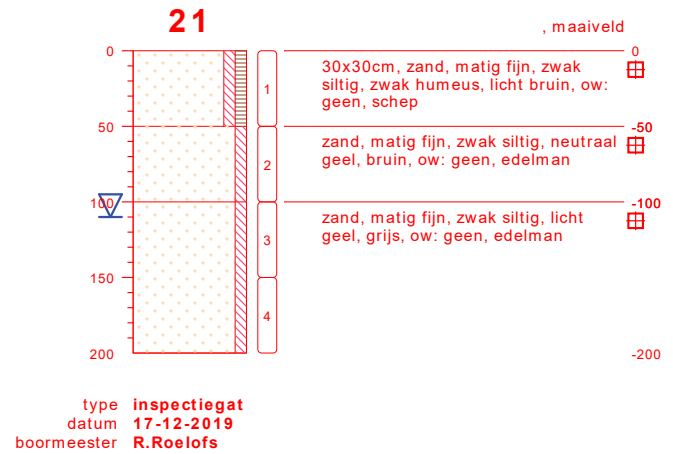 21
, maaiveld
0
50
100
150
200
1
2
3
4
0
30x30cm, zand, matig fijn, zwak
siltig, zwak humeus, licht bruin, ow:
geen, schep
-50
zand, matig fijn, zwak siltig, neutraal
geel, bruin, ow: geen, edelman
-100
zand, matig fijn, zwak siltig, licht
geel, grijs, ow: geen, edelman
-200
type inspectiegat
datum 17-12-2019
boormeester R.Roelofs